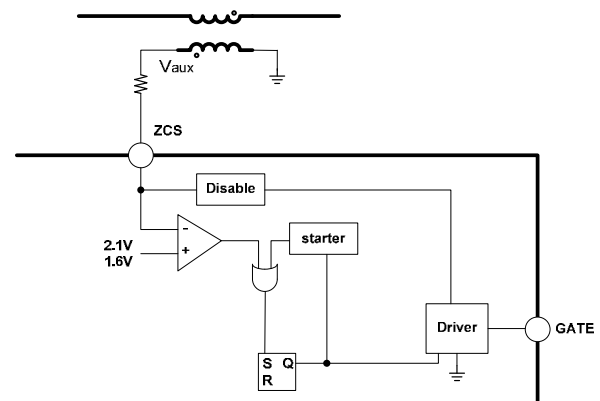 Vaux
ZCS
Disable
-
starter
2.1V
1.6V
+
Driver
GATE
S Q
R